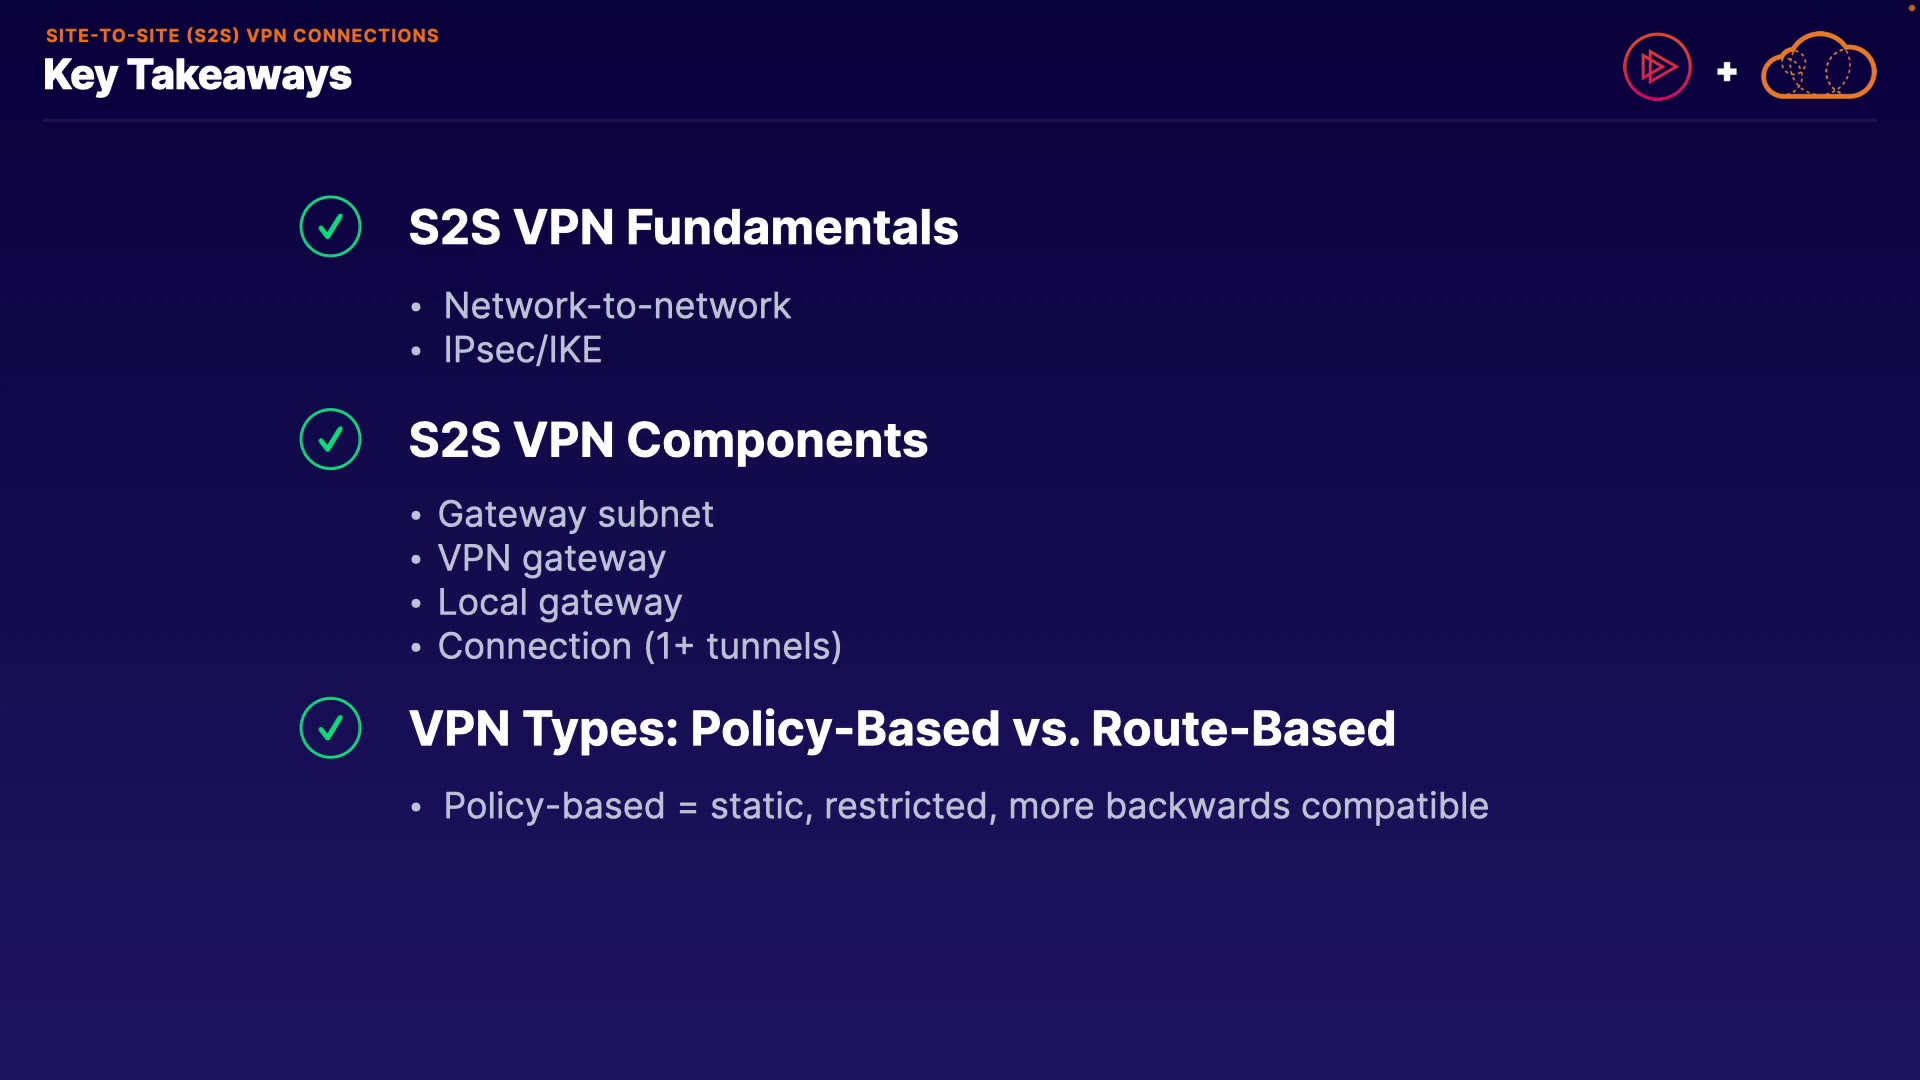 SITE-TO-SITE (S2S) VPN CONNECTIONS
Key Takeaways
+
S2S VPN Fundamentals
• Network-to-network
• IPsec/IKE
S2S VPN Components
• Gateway subnet
• VPN gateway
• Local gateway
• Connection (1+ tunnels)
VPN Types: Policy-Based vs. Route-Based
• Policy-based = static, restricted, more backwards compatible